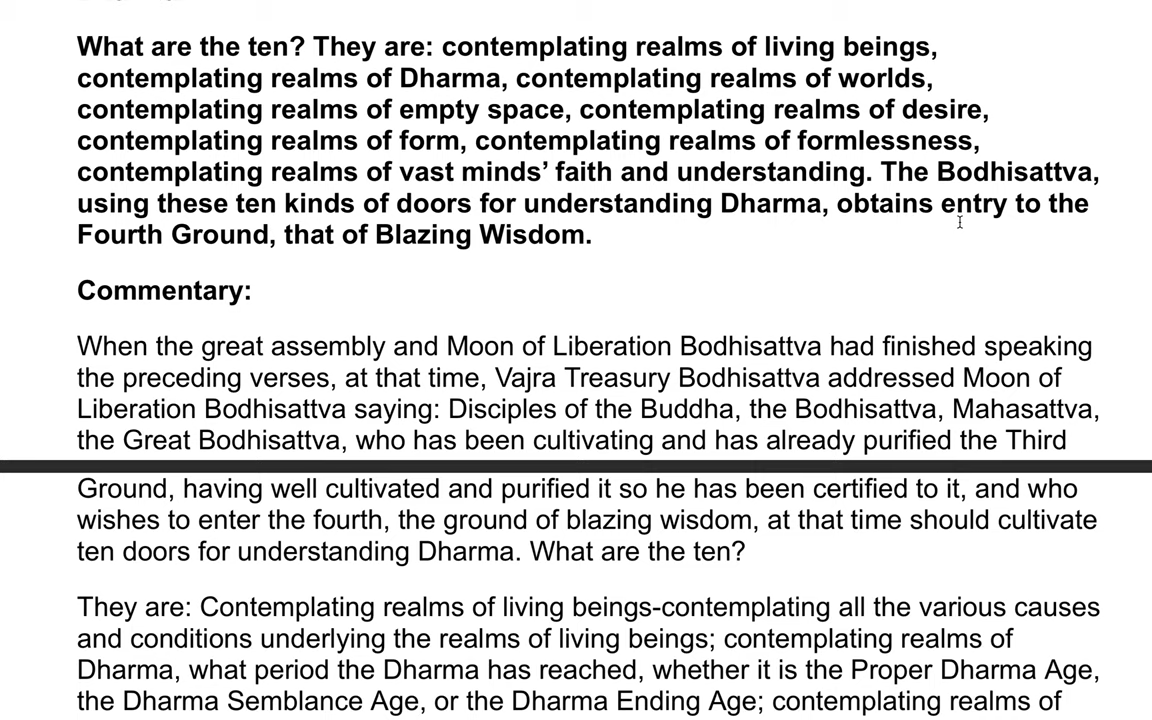 What are the ten? They are: contemplating realms of living beings,
contemplating realms of Dharma, contemplating realms of worlds,
contemplating realms of empty space, contemplating realms of desire,
contemplating realms of form, contemplating realms of formlessness,
contemplating realms of vast minds’ faith and understanding. The Bodhisattva,
using these ten kinds of doors for understanding Dharma, obtains entry to the
Fourth Ground, that of Blazing Wisdom.
Commentary:
When the great assembly and Moon of Liberation Bodhisattva had finished speaking
the preceding verses, at that time, Vajra Treasury Bodhisattva addressed Moon of
Liberation Bodhisattva saying: Disciples of the Buddha, the Bodhisattva, Mahasattva,
the Great Bodhisattva, who has been cultivating and has already purified the Third
Ground, having well cultivated and purified it so he has been certified to it, and who
wishes to enter the fourth, the ground of blazing wisdom, at that time should cultivate
ten doors for understanding Dharma. What are the ten?
They are: Contemplating realms of living beings-contemplating all the various causes
and conditions underlying the realms of living beings; contemplating realms of
Dharma, what period the Dharma has reached, whether it is the Proper Dharma Age,
the Dharma Semblance Age, or the Dharma Ending Age; contemplating realms of